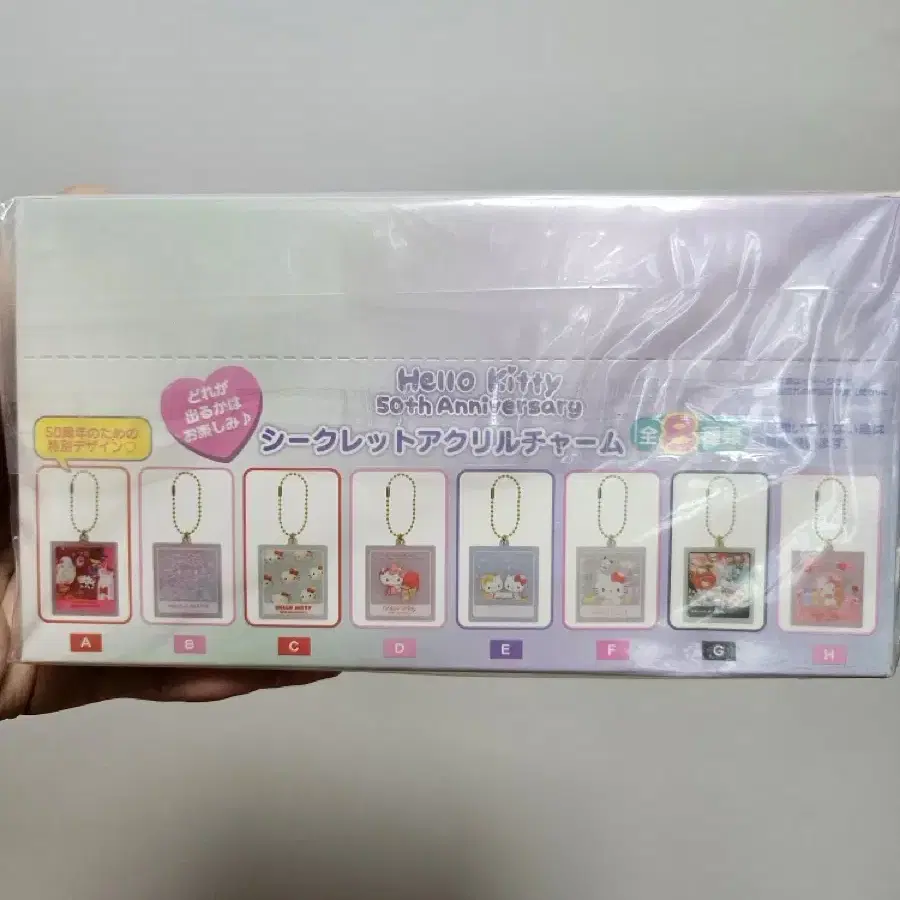 Hello Kitty
50th Anniversary
シークレットアクリルチャーム
どれが
出るかは
お楽しみ♪
50周年のための
特別デザイン♡
全8種
HELLO KITTY
A
B
C
D
E
F
G
H